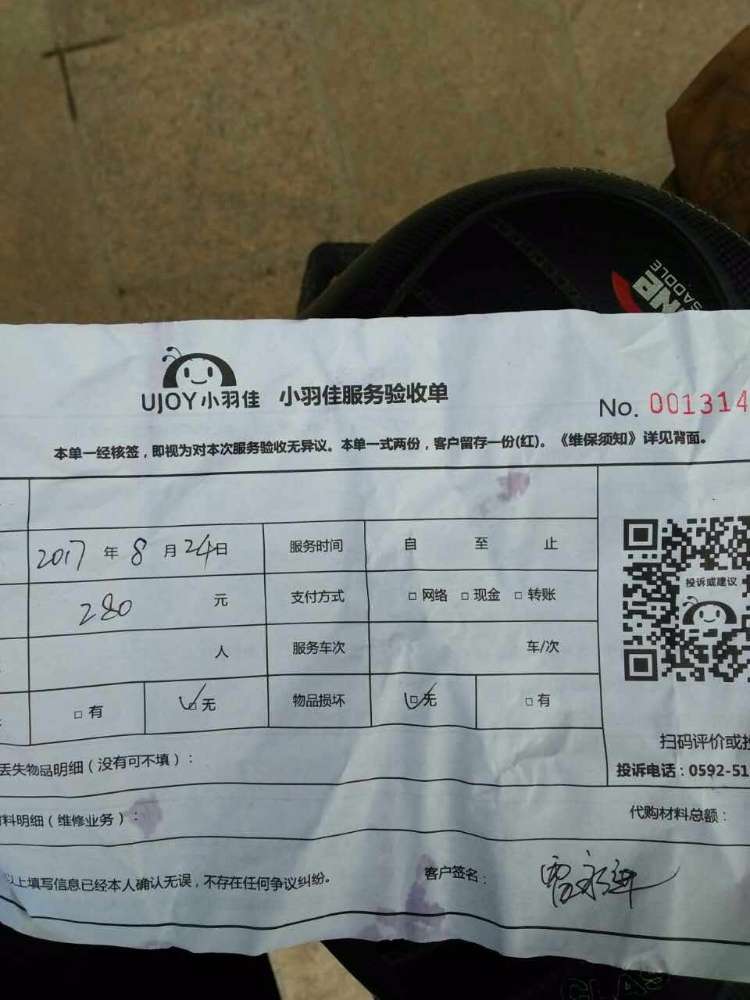 NE
SADDLE
UJOY小羽佳 小羽佳服务验收单
No. 001314
本单一经核签，即视为对本次服务验收无异议。本单一式两份，客户留存一份(红)。《维保须知》详见背面。
2017 年 8 月 24日 服务时间 自 至 止
280 元 支付方式 □ 网络 □ 现金 □ 转账
投诉或建议
人 服务车次 车/次
□ 有 ☑ 无 物品损坏 ☑ 无 □ 有
扫码评价或投
丢失物品明细（没有可不填）：
投诉电话：0592-51
料明细（维修业务）：
代购材料总额：
以上填写信息已经本人确认无误，不存在任何争议纠纷。 客户签名：